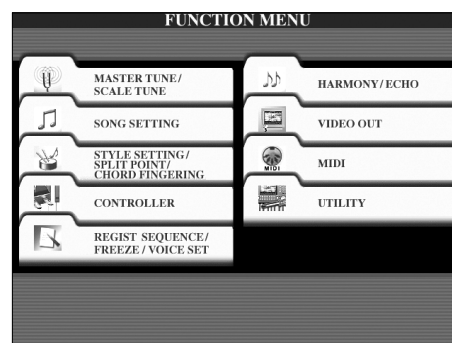 FUNCTION MENU
MASTER TUNE/
SCALE TUNE
SONG SETTING
STYLE SETTING/
SPLIT POINT/
CHORD FINGERING
CONTROLLER
REGIST SEQUENCE/
FREEZE / VOICE SET
HARMONY/ECHO
VIDEO OUT
MIDI
MIDI
UTILITY